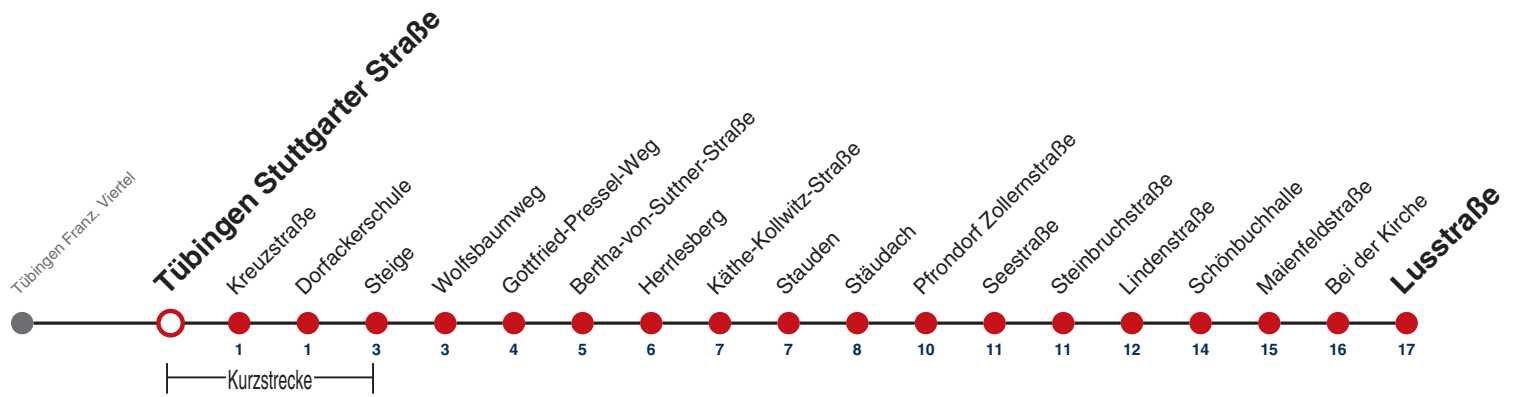 Tübingen Franz. Viertel
Tübingen Stuttgarter Straße
Kreuzstraße
Dorfackerschule
Steige
Wolfsbaumweg
Gottfried-Pressel-Weg
Bertha-von-Suttner-Straße
Herrlesberg
Käthe-Kollwitz-Straße
Stauden
Stäudach
Pfrondorf Zollernstraße
Seestraße
Steinbruchstraße
Lindenstraße
Schönbuchhalle
Maienfeldstraße
Bei der Kirche
Lusstraße
1 1 3 3 4 5 6 7 7 8 10 11 11 12 14 15 16 17
Kurzstrecke